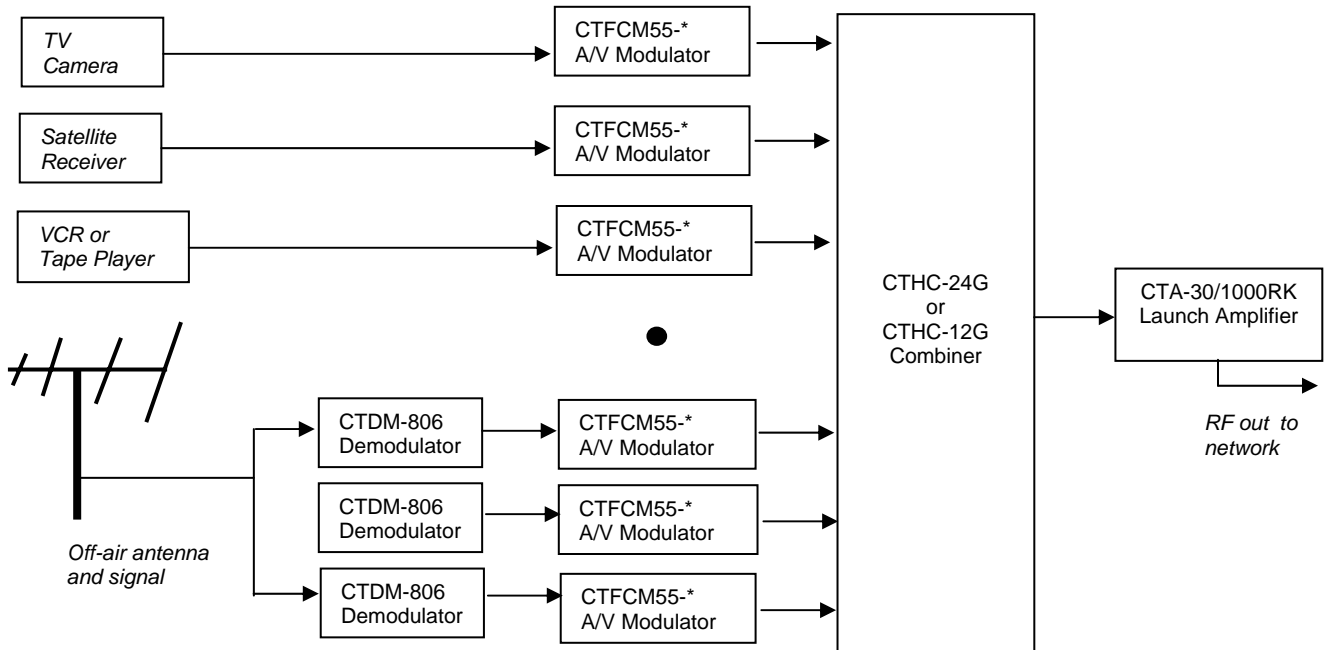 TV
Camera
CTFCM55-*
A/V Modulator
Satellite
Receiver
CTFCM55-*
A/V Modulator
VCR or
Tape Player
CTFCM55-*
A/V Modulator
CTHC-24G
or
CTHC-12G
Combiner
CTA-30/1000RK
Launch Amplifier
RF out to
network
Off-air antenna
and signal
CTDM-806
Demodulator
CTFCM55-*
A/V Modulator
CTDM-806
Demodulator
CTFCM55-*
A/V Modulator
CTDM-806
Demodulator
CTFCM55-*
A/V Modulator